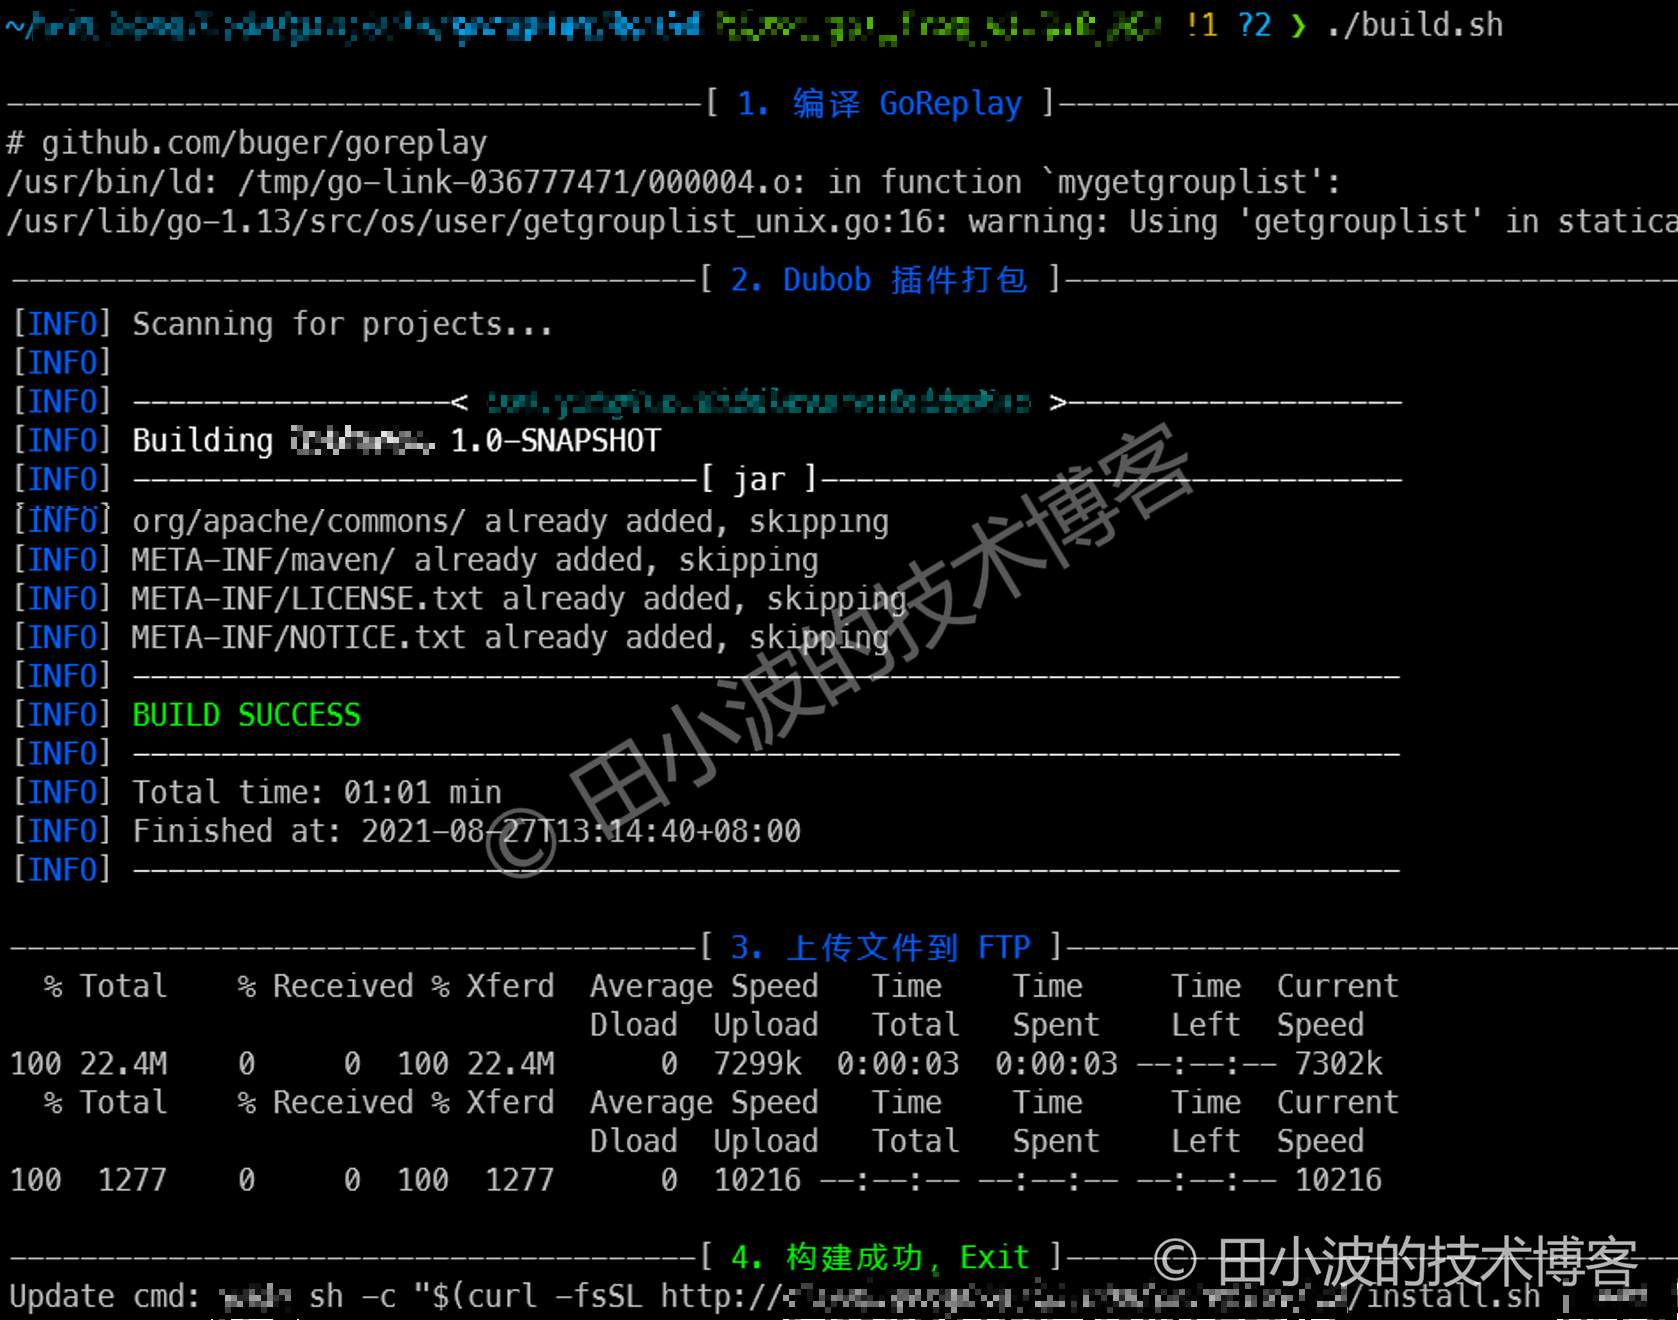 !1 ?2 ❯ ./build.sh
[ 1. 编译 GoReplay ]
# github.com/buger/goreplay
/usr/bin/ld: /tmp/go-link-036777471/000004.o: in function `mygetgrouplist':
/usr/lib/go-1.13/src/os/user/getgrouplist_unix.go:16: warning: Using 'getgrouplist' in statica
[ 2. Dubob 插件打包 ]
[INFO] Scanning for projects...
[INFO]
[INFO] ------------------< >-------------------
[INFO] Building 1.0-SNAPSHOT
[INFO] --------------------------------[ jar ]---------------------------------
[INFO] org/apache/commons/ already added, skipping
[INFO] META-INF/maven/ already added, skipping
[INFO] META-INF/LICENSE.txt already added, skipping
[INFO] META-INF/NOTICE.txt already added, skipping
[INFO] ------------------------------------------------------------------------
[INFO] BUILD SUCCESS
[INFO] ------------------------------------------------------------------------
[INFO] Total time: 01:01 min
[INFO] Finished at: 2021-08-27T13:14:40+08:00
[INFO] ------------------------------------------------------------------------
© 田小波的技术博客
[ 3. 上传文件到 FTP ]
% Total % Received % Xferd Average Speed Time Time Time Current
Dload Upload Total Spent Left Speed
100 22.4M 0 0 100 22.4M 0 7299k 0:00:03 0:00:03 --:--:-- 7302k
% Total % Received % Xferd Average Speed Time Time Time Current
Dload Upload Total Spent Left Speed
100 1277 0 0 100 1277 0 10216 --:--:-- --:--:-- --:--:-- 10216
[ 4. 构建成功, Exit ]
© 田小波的技术博客
Update cmd: sh -c "$(curl -fsSL http:// /install.sh